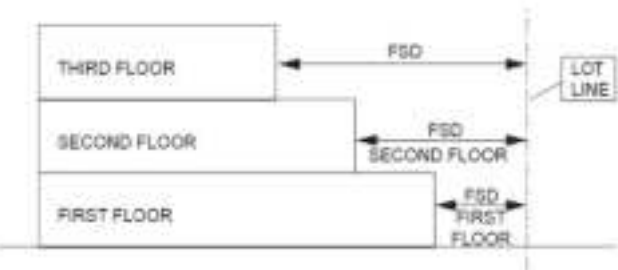 THIRD FLOOR
FSD
LOT
LINE
SECOND FLOOR
FSD
SECOND FLOOR
FIRST FLOOR
FSD
FIRST
FLOOR